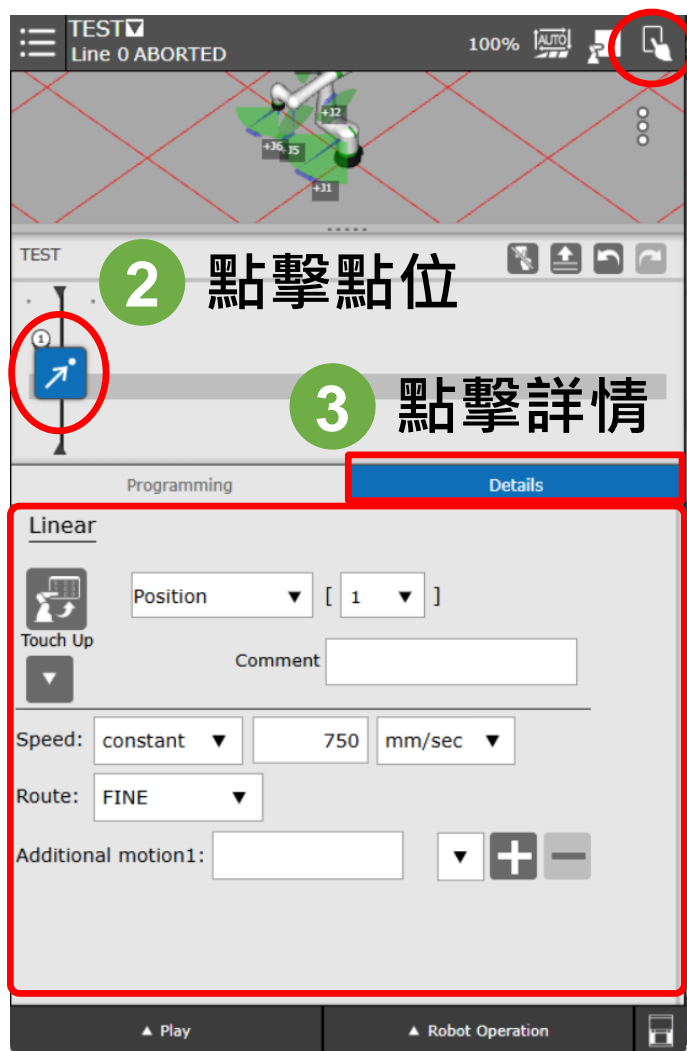 TEST
Line 0 ABORTED
100%
AUTO
+J2
+J6
+J5
+J1
TEST
2 點擊點位
1
3 點擊詳情
Programming
Details
Linear
Touch Up
Position
[ 1 ]
Comment
Speed: constant 750 mm/sec
Route: FINE
Additional motion1:
Play
Robot Operation